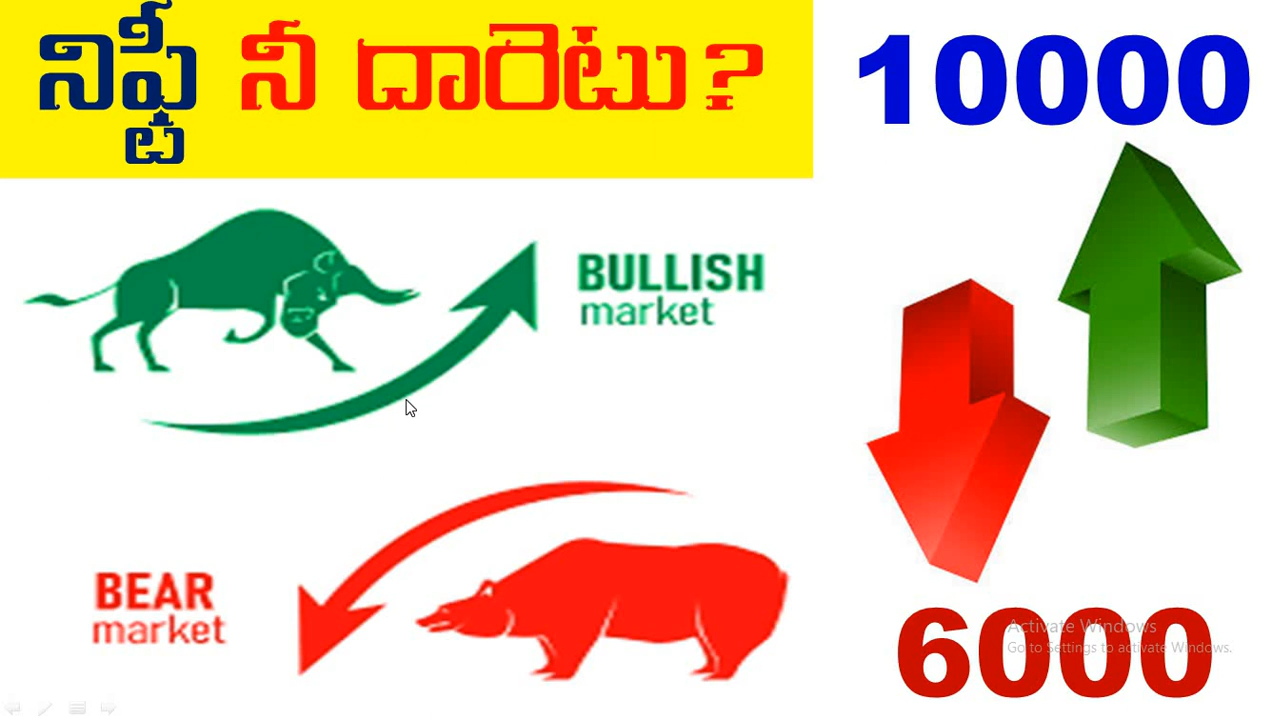 నిఫ్టీ నీ దారెటు?
10000
BULLISH
market
BEAR
market
6000
Activate Windows
Go to Settings to activate Windows.